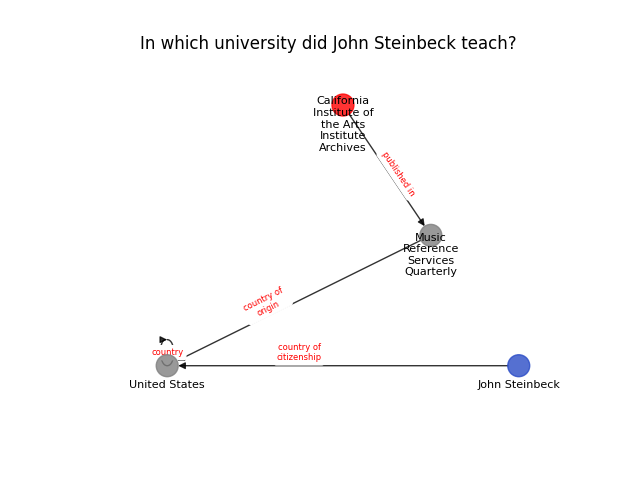 In which university did John Steinbeck teach?
California
Institute of
the Arts
Institute
Archives
published in
Music
Reference
Services
Quarterly
country of
origin
country
country of
citizenship
United States
John Steinbeck